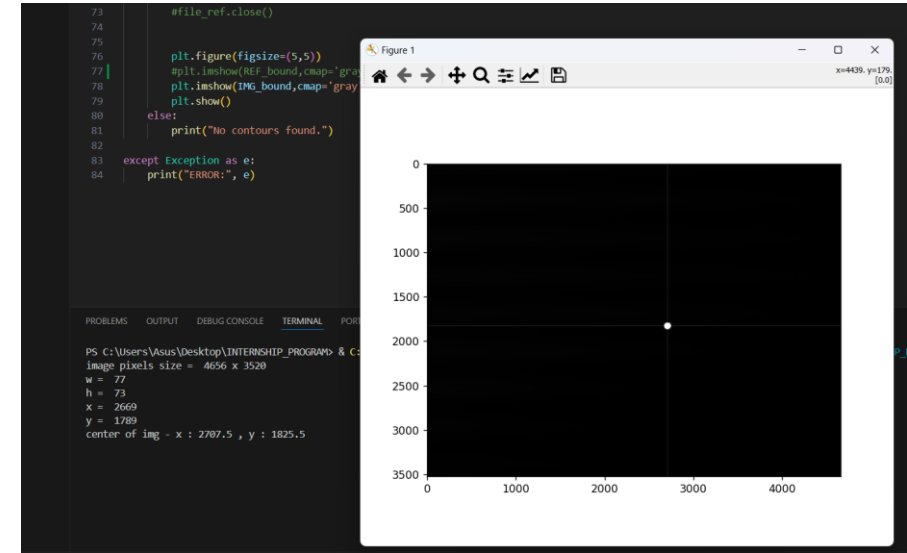 73 #file_ref.close()
74
75
76 plt.figure(figsize=(5,5))
77 #plt.imshow(REF_bound,cmap='gray
78 plt.imshow(IMG_bound,cmap='gray
79 plt.show()
80 else:
81 print("No contours found.")
82
83 except Exception as e:
84 print("ERROR:", e)
Figure 1
x=4439. y=179.
[0.0]
0
500
1000
1500
2000
2500
3000
3500
0 1000 2000 3000 4000
PROBLEMS OUTPUT DEBUG CONSOLE TERMINAL POR
PS C:\Users\Asus\Desktop\INTERNSHIP_PROGRAM> & C:
image pixels size = 4656 x 3520
w = 77
h = 73
x = 2669
y = 1789
center of img - x : 2707.5 , y : 1825.5